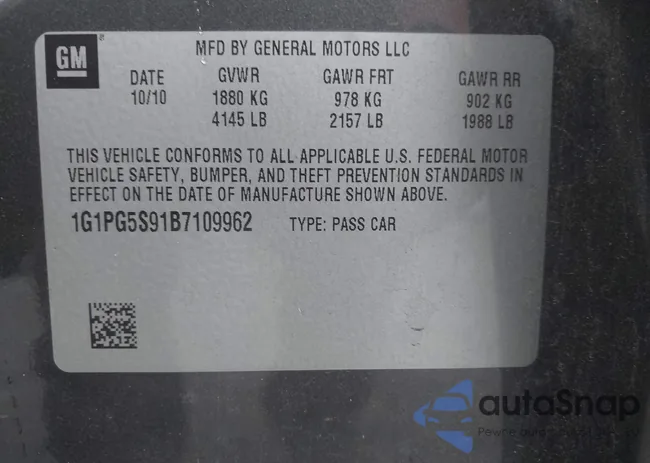 GM
MFD BY GENERAL MOTORS LLC
DATE GVWR GAWR FRT GAWR RR
10/10 1880 KG 978 KG 902 KG
4145 LB 2157 LB 1988 LB
THIS VEHICLE CONFORMS TO ALL APPLICABLE U.S. FEDERAL MOTOR
VEHICLE SAFETY, BUMPER, AND THEFT PREVENTION STANDARDS IN
EFFECT ON THE DATE OF MANUFACTURE SHOWN ABOVE.
1G1PG5S91B7109962 TYPE: PASS CAR
autoSnap
Pewne auto